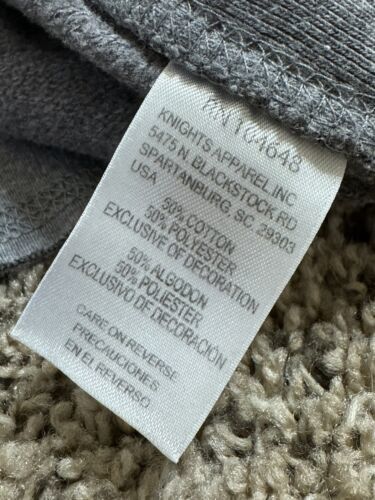 RN 104648
KNIGHTS APPAREL INC
5475 N. BLACKSTOCK RD
SPARTANBURG, SC. 29303
USA
50% COTTON
50% POLYESTER
EXCLUSIVE OF DECORATION
50% ALGODON
50% POLIESTER
EXCLUSIVO DE DECORACIÓN
CARE ON REVERSE
PRECAUCIONES
EN EL REVERSO